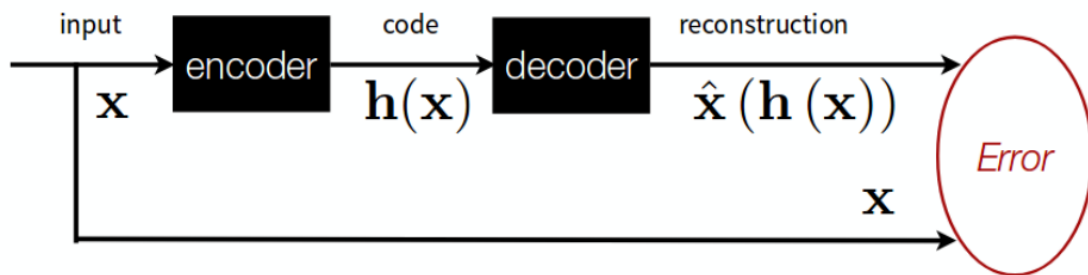 input code reconstruction
encoder decoder
x h(x) x̂ (h (x))
Error
x